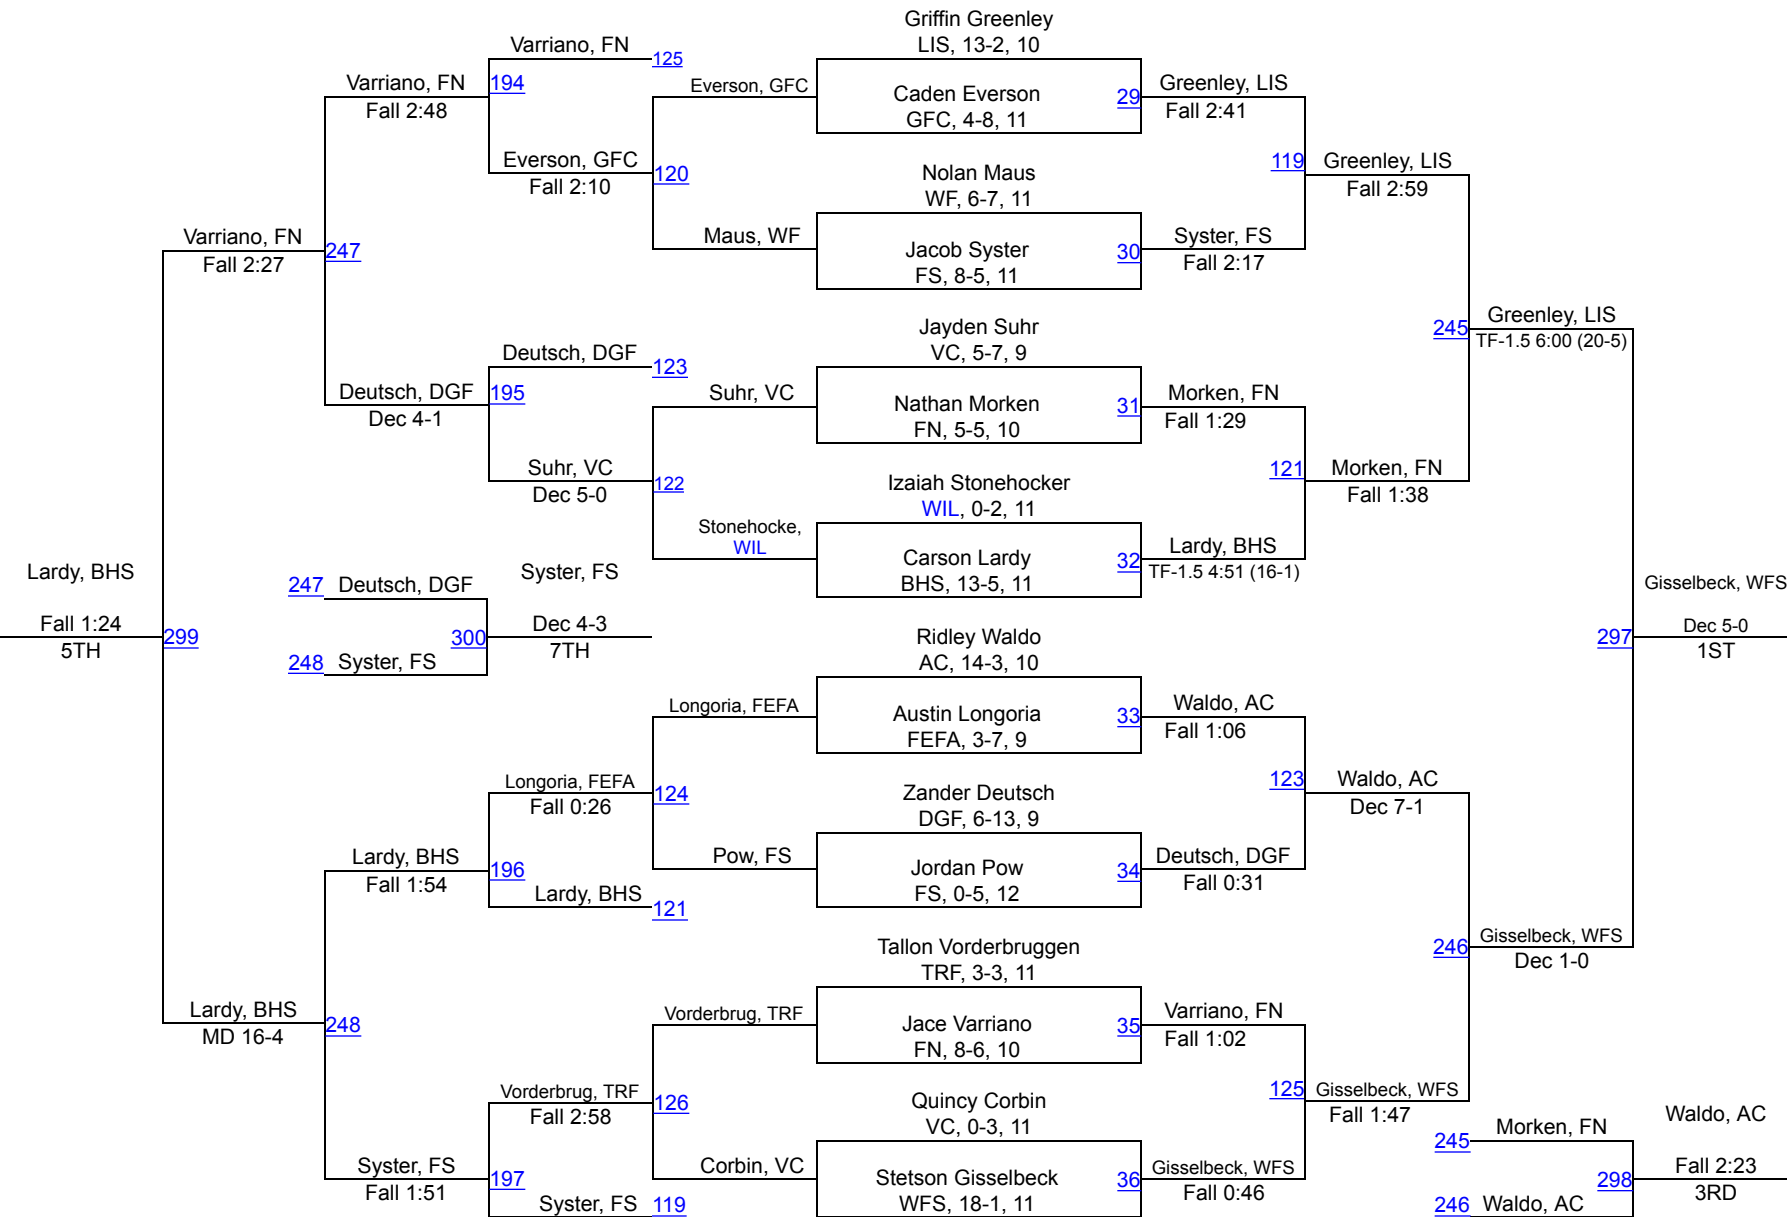 Griffin Greenley
LIS, 13-2, 10
Varriano, FN
125
Varriano, FN
194
Fall 2:48
Everson, GFC
Caden Everson
GFC, 4-8, 11
29
Greenley, LIS
Fall 2:41
Everson, GFC
120
Fall 2:10
Nolan Maus
WF, 6-7, 11
119
Greenley, LIS
Fall 2:59
Varriano, FN
247
Fall 2:27
Maus, WF
Jacob Syster
FS, 8-5, 11
30
Syster, FS
Fall 2:17
Jayden Suhr
VC, 5-7, 9
245
Greenley, LIS
TF-1.5 6:00 (20-5)
Deutsch, DGF
123
Deutsch, DGF
195
Dec 4-1
Suhr, VC
Nathan Morken
FN, 5-5, 10
31
Morken, FN
Fall 1:29
Suhr, VC
122
Dec 5-0
Izaiah Stonehocker
WIL, 0-2, 11
121
Morken, FN
Fall 1:38
Stonehocke,
WIL
Carson Lardy
BHS, 13-5, 11
32
Lardy, BHS
TF-1.5 4:51 (16-1)
Lardy, BHS
247
Deutsch, DGF
Syster, FS
Gisselbeck, WFS
Fall 1:24
5TH
299
300
Dec 4-3
7TH
248
Syster, FS
Ridley Waldo
AC, 14-3, 10
297
Dec 5-0
1ST
Longoria, FEFA
Austin Longoria
FEFA, 3-7, 9
33
Waldo, AC
Fall 1:06
Longoria, FEFA
124
Fall 0:26
Zander Deutsch
DGF, 6-13, 9
123
Waldo, AC
Dec 7-1
Lardy, BHS
196
Fall 1:54
Pow, FS
Jordan Pow
FS, 0-5, 12
34
Deutsch, DGF
Fall 0:31
Lardy, BHS
121
Tallon Vorderbruggen
TRF, 3-3, 11
246
Gisselbeck, WFS
Dec 1-0
Lardy, BHS
248
MD 16-4
Vorderbrug, TRF
Jace Varriano
FN, 8-6, 10
35
Varriano, FN
Fall 1:02
Vorderbrug, TRF
126
Fall 2:58
Quincy Corbin
VC, 0-3, 11
125
Gisselbeck, WFS
Fall 1:47
245
Morken, FN
Waldo, AC
Syster, FS
197
Fall 1:51
Corbin, VC
Stetson Gisselbeck
WFS, 18-1, 11
36
Gisselbeck, WFS
Fall 0:46
298
Fall 2:23
3RD
Syster, FS
119
246
Waldo, AC